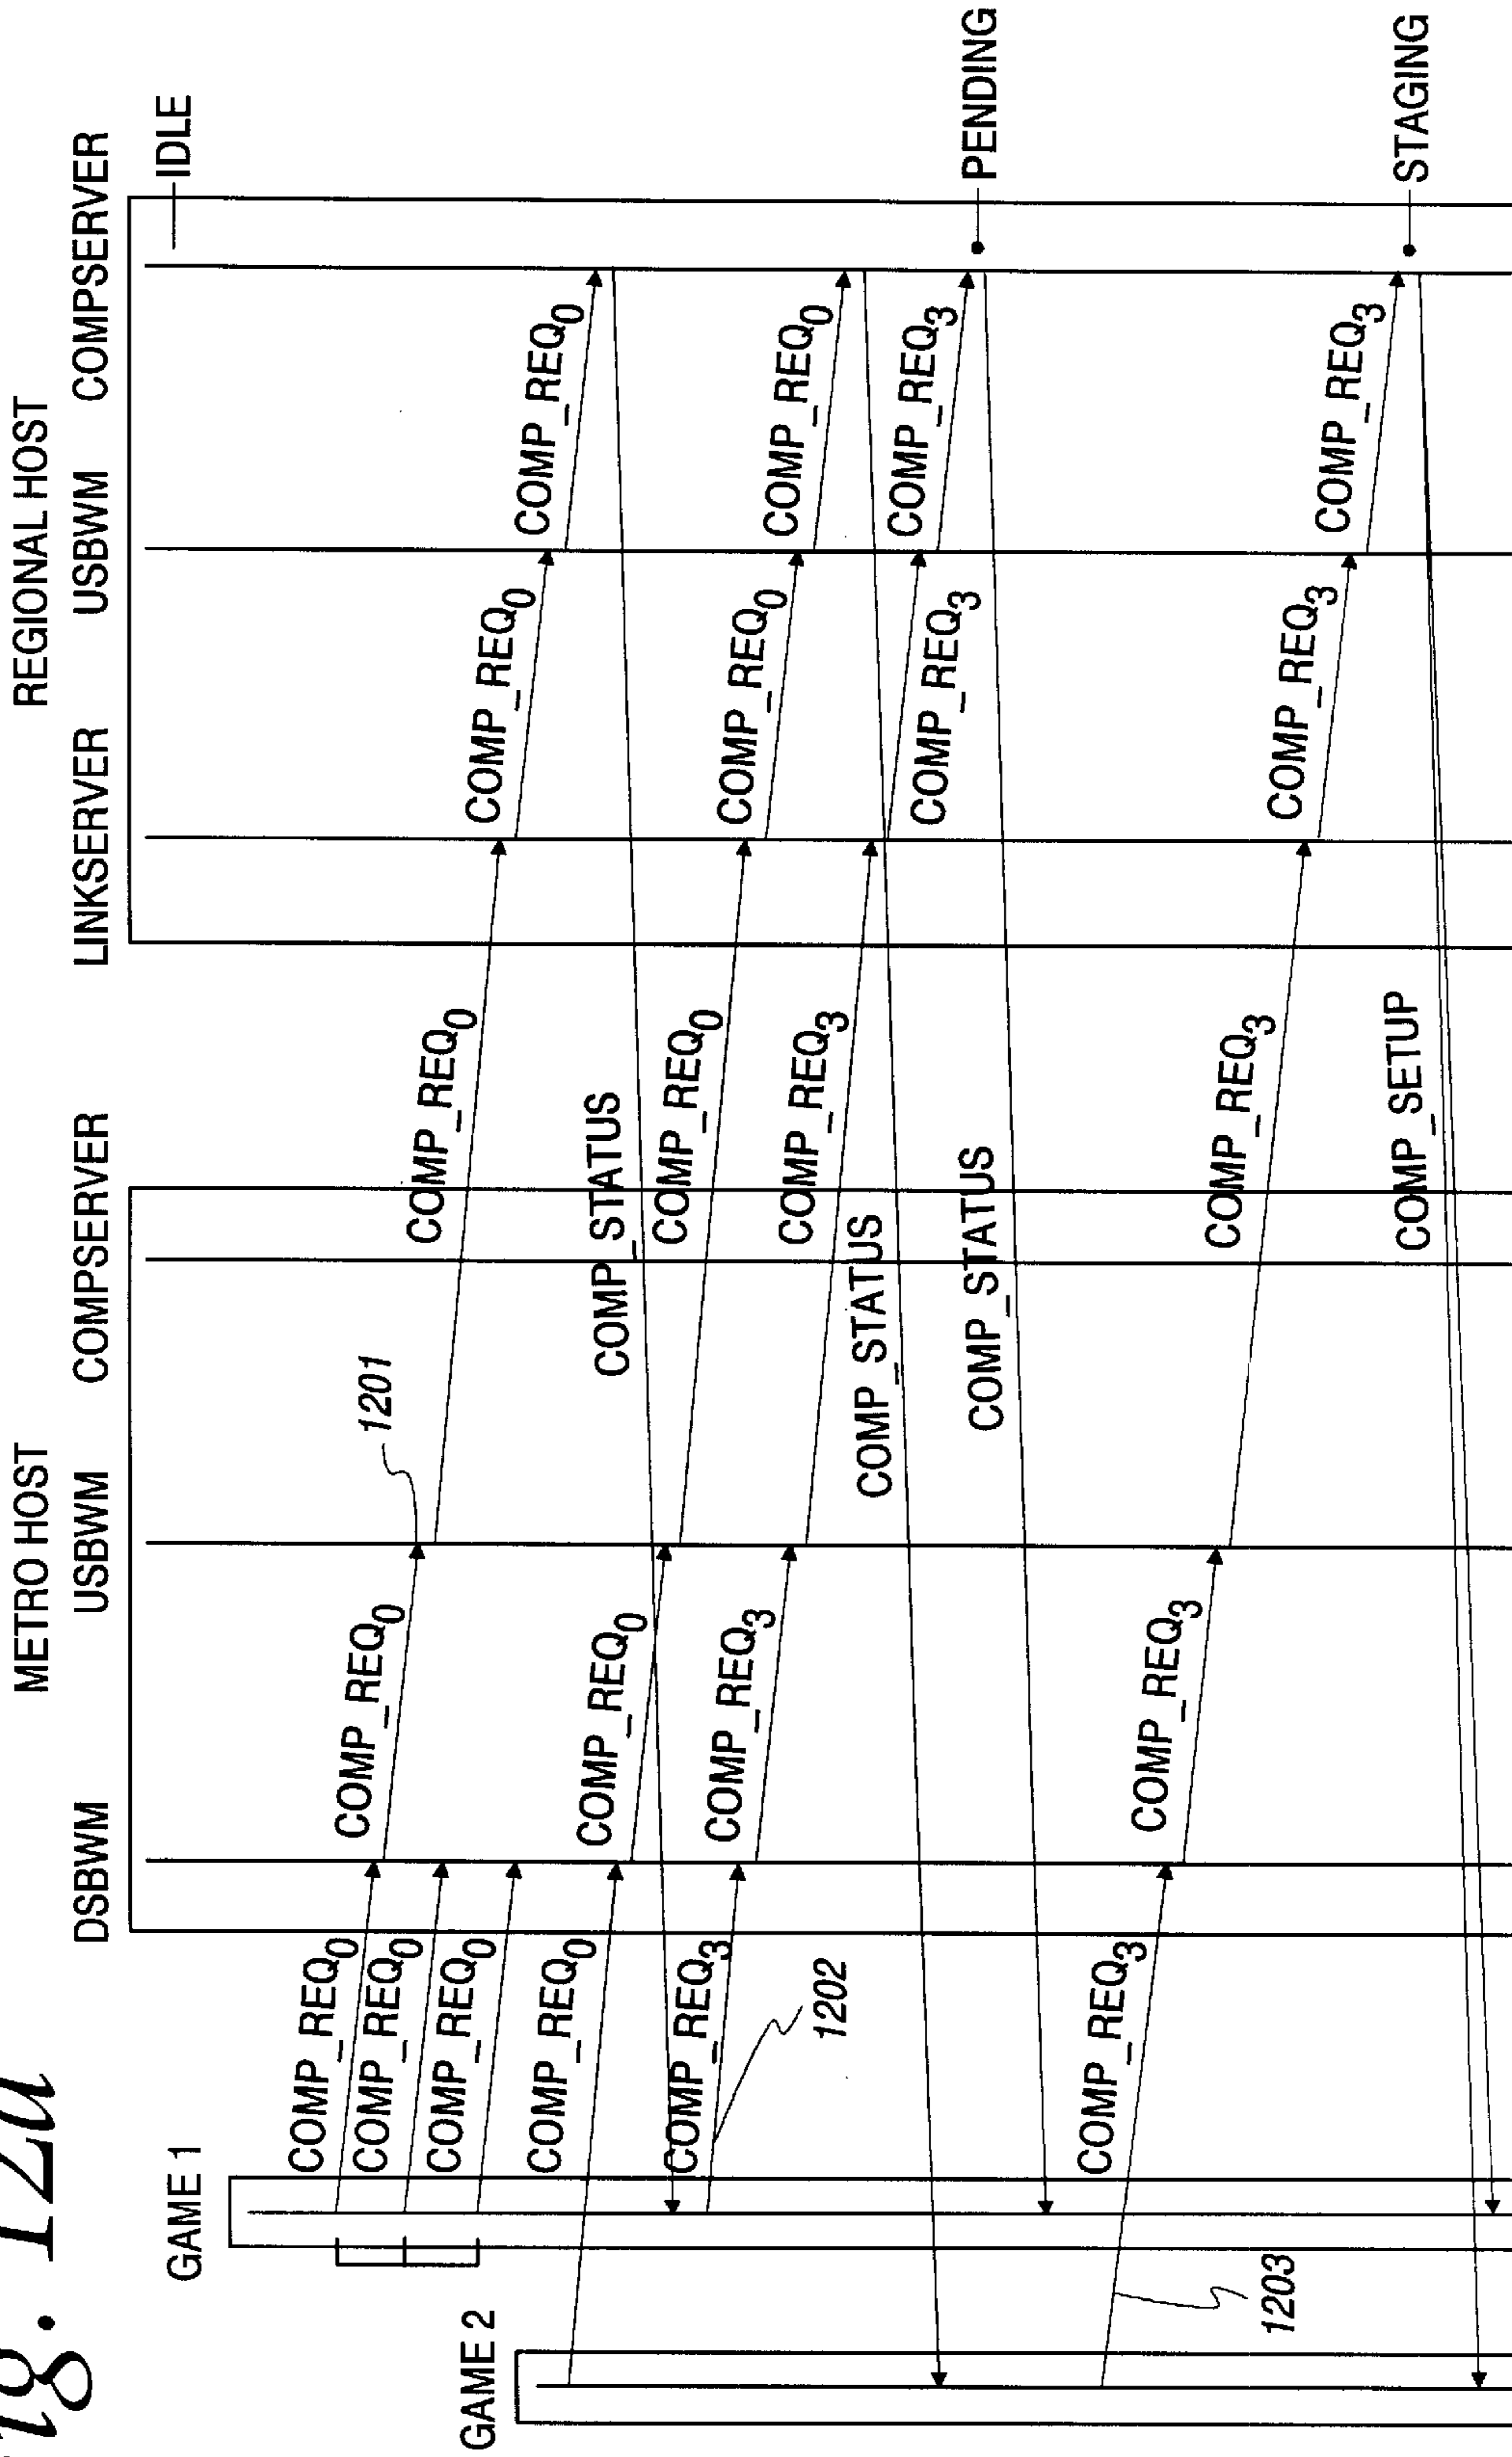 Fig. 12a
METRO HOST
REGIONAL HOST
DSBWM
USBWM
COMPSERVER
LINKSERVER
USBWM
COMPSERVER
GAME 1
GAME 2
IDLE
1201
COMP_REQ0
COMP_REQ0
COMP_REQ0
COMP_REQ0
COMP_REQ0
COMP_REQ0
COMP_REQ0
COMP_STATUS
COMP_REQ0
COMP_REQ0
COMP_REQ0
COMP_REQ0
COMP_REQ0
COMP_REQ3
1202
COMP_REQ3
COMP_REQ3
COMP_REQ3
COMP_REQ3
COMP_STATUS
COMP_STATUS
PENDING
COMP_REQ3
1203
COMP_REQ3
COMP_REQ3
COMP_REQ3
COMP_REQ3
COMP_SETUP
STAGING